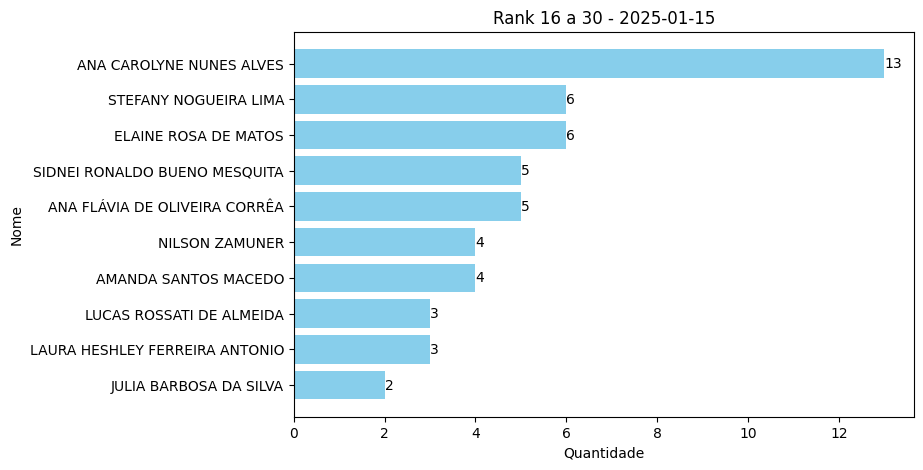 Rank 16 a 30 - 2025-01-15
Nome
ANA CAROLYNE NUNES ALVES 13
STEFANY NOGUEIRA LIMA 6
ELAINE ROSA DE MATOS 6
SIDNEI RONALDO BUENO MESQUITA 5
ANA FLÁVIA DE OLIVEIRA CORRÊA 5
NILSON ZAMUNER 4
AMANDA SANTOS MACEDO 4
LUCAS ROSSATI DE ALMEIDA 3
LAURA HESHLEY FERREIRA ANTONIO 3
JULIA BARBOSA DA SILVA 2
0 2 4 6 8 10 12
Quantidade